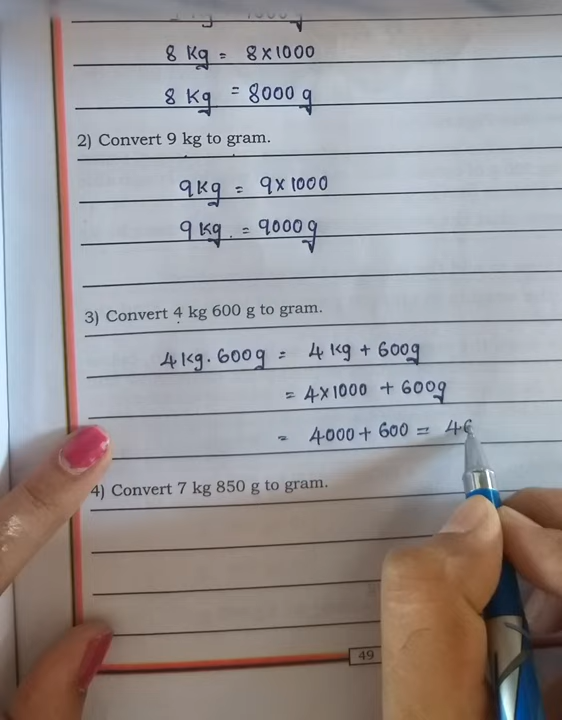 8 Kg = 8×1000
8 Kg = 8000 g
2) Convert 9 kg to gram.
9Kg = 9×1000
9 Kg. = 9000g
3) Convert 4 kg 600 g to gram.
4Kg. 600g = 4 Kg + 600g
= 4×1000 + 600g
= 4000 + 600 = 46
4) Convert 7 kg 850 g to gram.
49